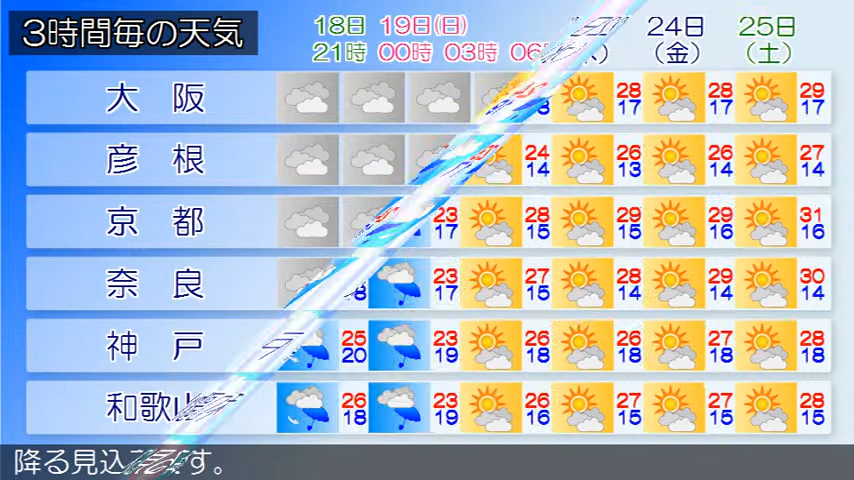 3時間毎の天気
18日 19日(日) 24日 25日
21時 00時 03時 (金) (土)
大阪 28 28 29
17 17 17
彦根 24 26 26 27
14 13 14 14
京都 23 28 29 29 31
17 15 15 16 16
奈良 23 27 28 29 30
17 15 14 14 14
神戸 25 23 26 26 27 28
20 19 18 18 18 18
和歌山 26 23 26 27 27 28
18 19 16 15 15 15
降る見込みです。